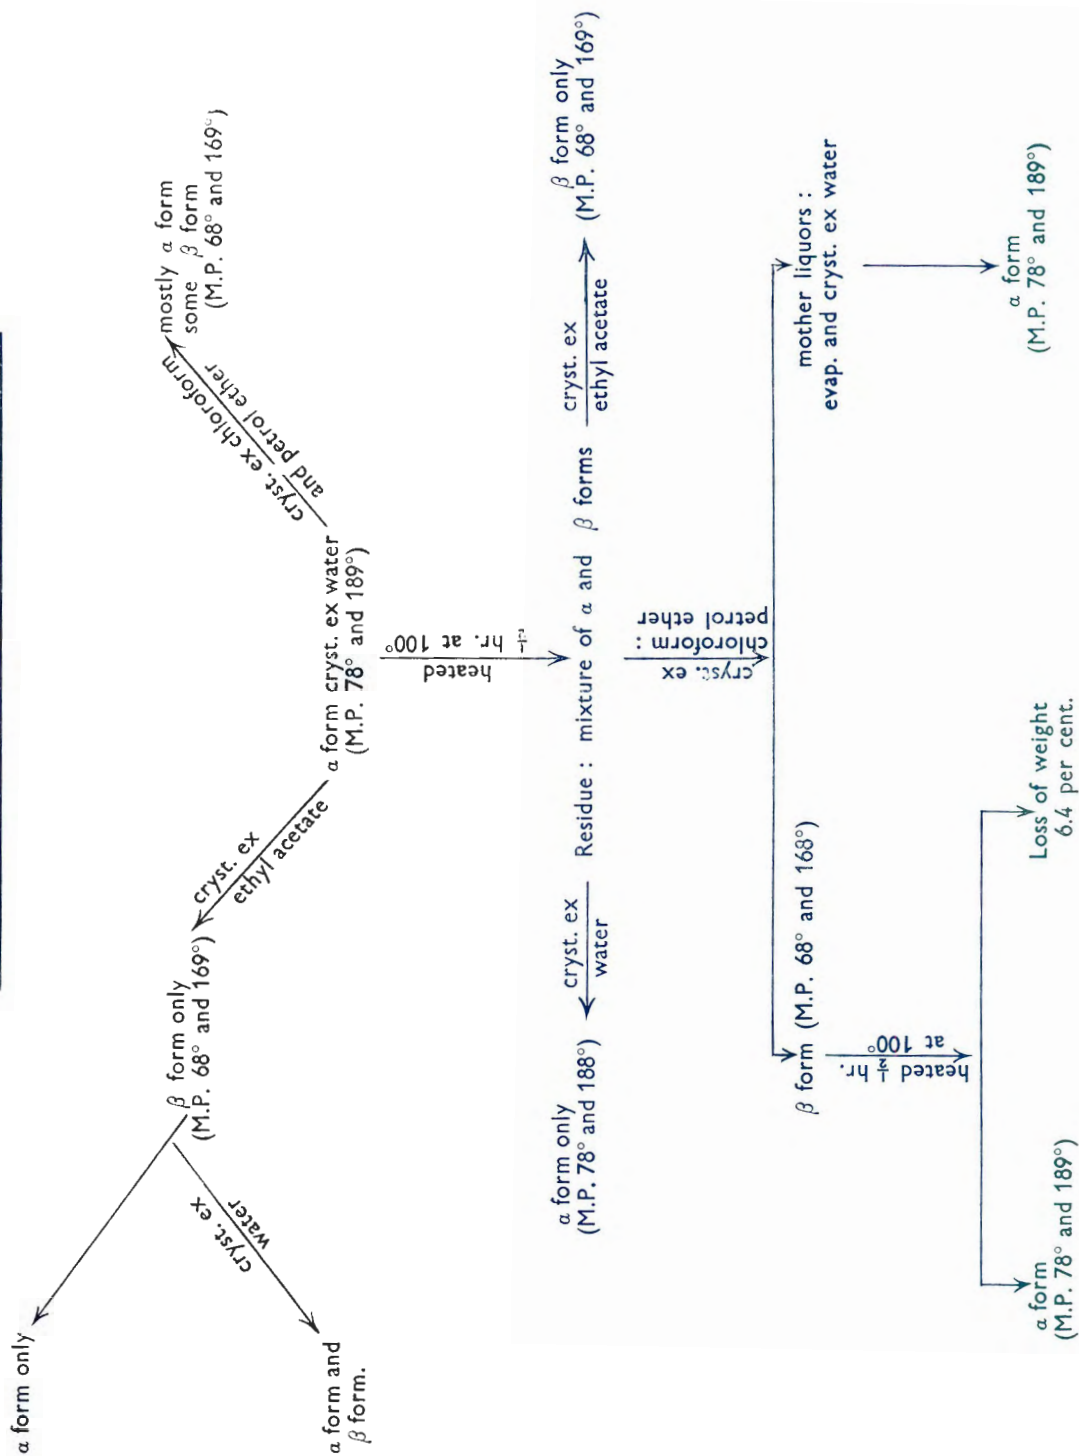 α form only
α form and
β form.
cryst. ex
water
β form only
(M.P. 68° and 169°)
cryst. ex
ethyl acetate
α form cryst. ex water
(M.P. 78° and 189°)
cryst. ex chloroform
and petrol ether
mostly α form
some β form
(M.P. 68° and 169°)
heated
hr. at 100°
α form only
(M.P. 78° and 188°)
cryst. ex
water
Residue : mixture of α and β forms
cryst. ex
ethyl acetate
β form only
(M.P. 68° and 169°)
cryst. ex
chloroform :
petrol ether
β form (M.P. 68° and 168°)
mother liquors :
evap. and cryst. ex water
heated ½ hr.
at 100°
α form
(M.P. 78° and 189°)
Loss of weight
6.4 per cent.
α form
(M.P. 78° and 189°)